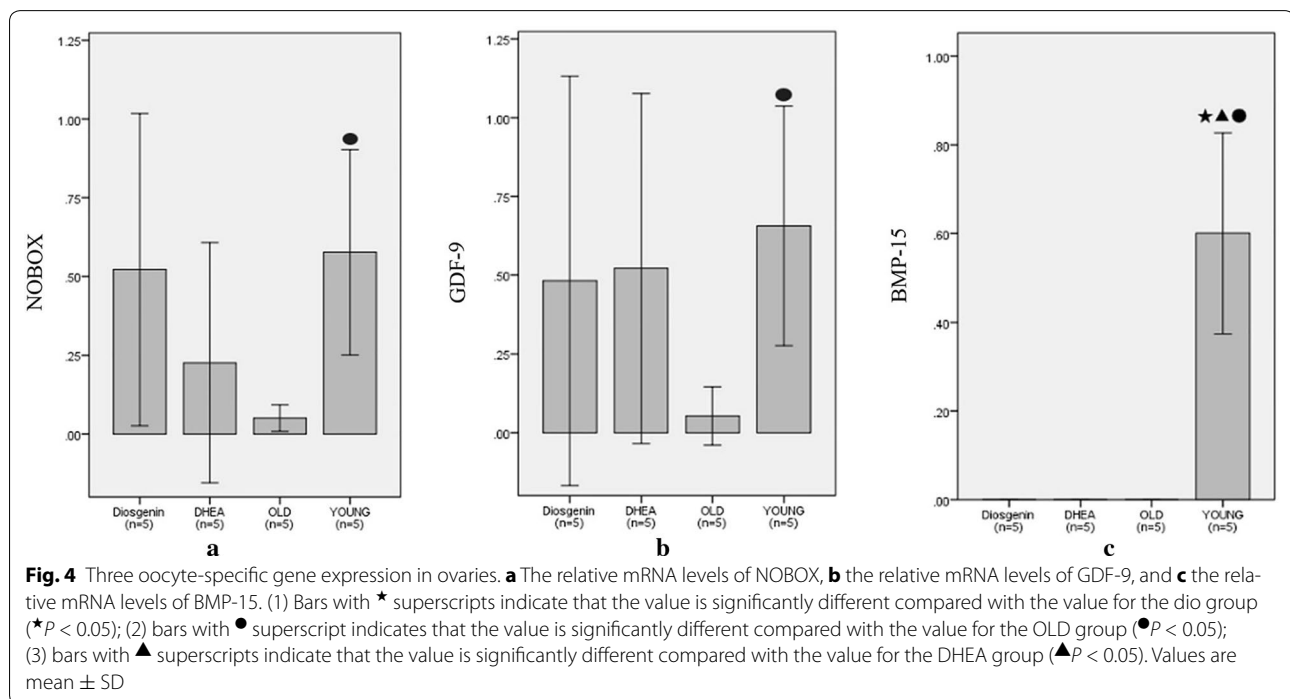 1.25
1.00
.75
.50
.25
.00
NOBOX
Diosgenin (n=5)
DHEA (n=5)
OLD (n=5)
YOUNG (n=5)
a
1.25
1.00
.75
.50
.25
.00
GDF-9
Diosgenin (n=5)
DHEA (n=5)
OLD (n=5)
YOUNG (n=5)
b
1.00
.80
.60
.40
.20
.00
BMP-15
★▲●
Diosgenin (n=5)
DHEA (n=5)
OLD (n=5)
YOUNG (n=5)
c
Fig. 4 Three oocyte-specific gene expression in ovaries. a The relative mRNA levels of NOBOX, b the relative mRNA levels of GDF-9, and c the rela-
tive mRNA levels of BMP-15. (1) Bars with ★ superscripts indicate that the value is significantly different compared with the value for the dio group
(★P < 0.05); (2) bars with ● superscript indicates that the value is significantly different compared with the value for the OLD group (●P < 0.05);
(3) bars with ▲ superscripts indicate that the value is significantly different compared with the value for the DHEA group (▲P < 0.05). Values are
mean ± SD